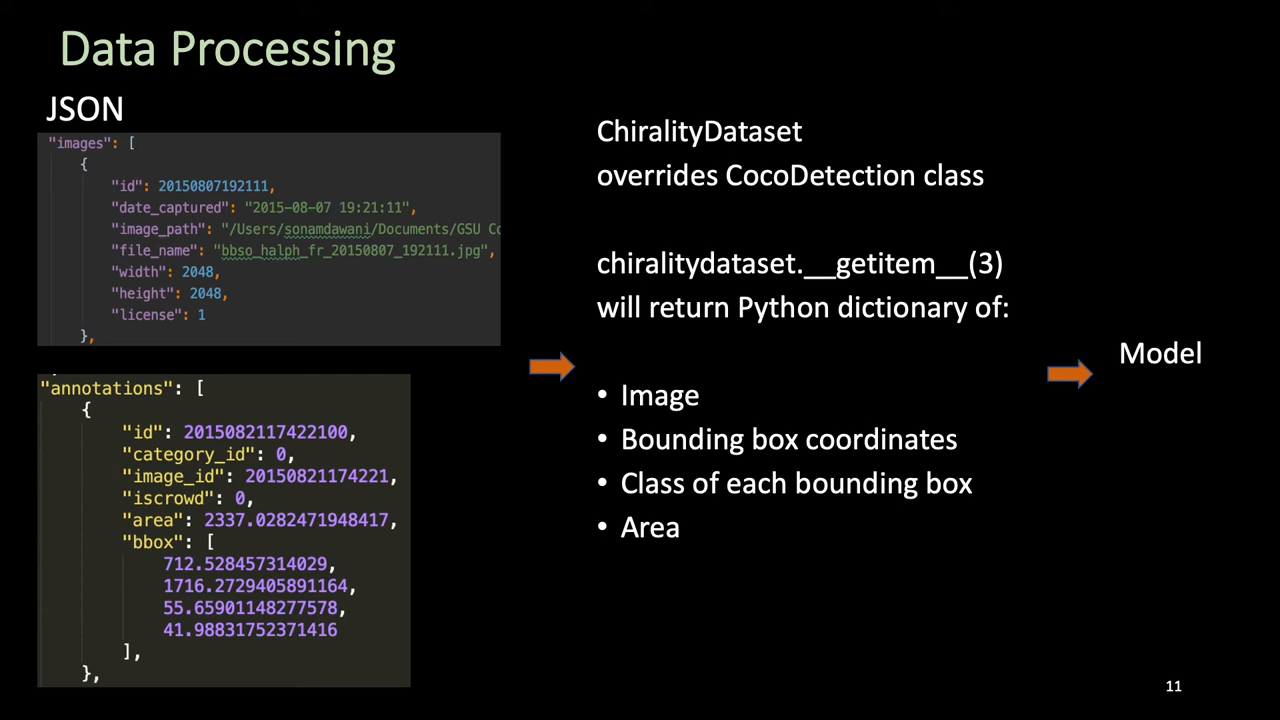 Data Processing
JSON
"images": [
{
"id": 20150807192111,
"date_captured": "2015-08-07 19:21:11",
"image_path": "/Users/sonamdawani/Documents/GSU Co
"file_name": "bbso_halph_fr_20150807_192111.jpg",
"width": 2048,
"height": 2048,
"license": 1
},
"annotations": [
{
"id": 2015082117422100,
"category_id": 0,
"image_id": 20150821174221,
"iscrowd": 0,
"area": 2337.0282471948417,
"bbox": [
712.528457314029,
1716.2729405891164,
55.65901148277578,
41.98831752371416
],
},
ChiralityDataset
overrides CocoDetection class
chiralitydataset.__getitem__(3)
will return Python dictionary of:
• Image
• Bounding box coordinates
• Class of each bounding box
• Area
Model
11